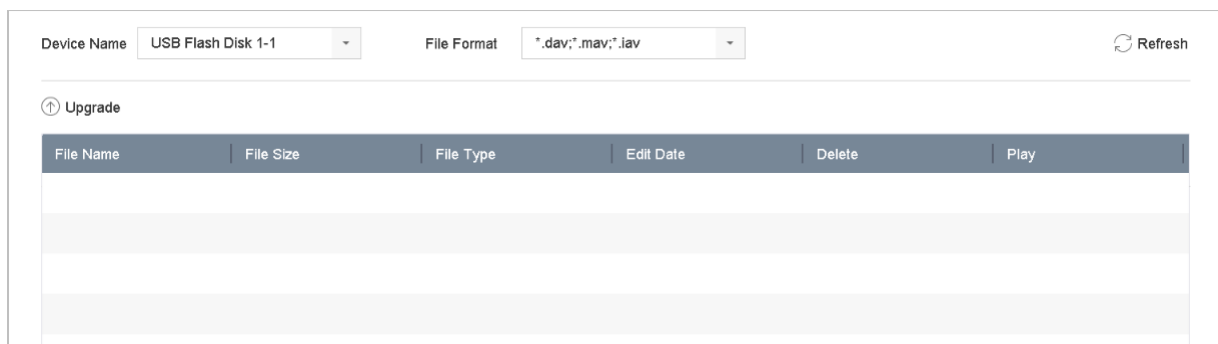 Device Name USB Flash Disk 1-1 File Format *.dav;*.mav;*.iav Refresh
Upgrade
File Name File Size File Type Edit Date Delete Play